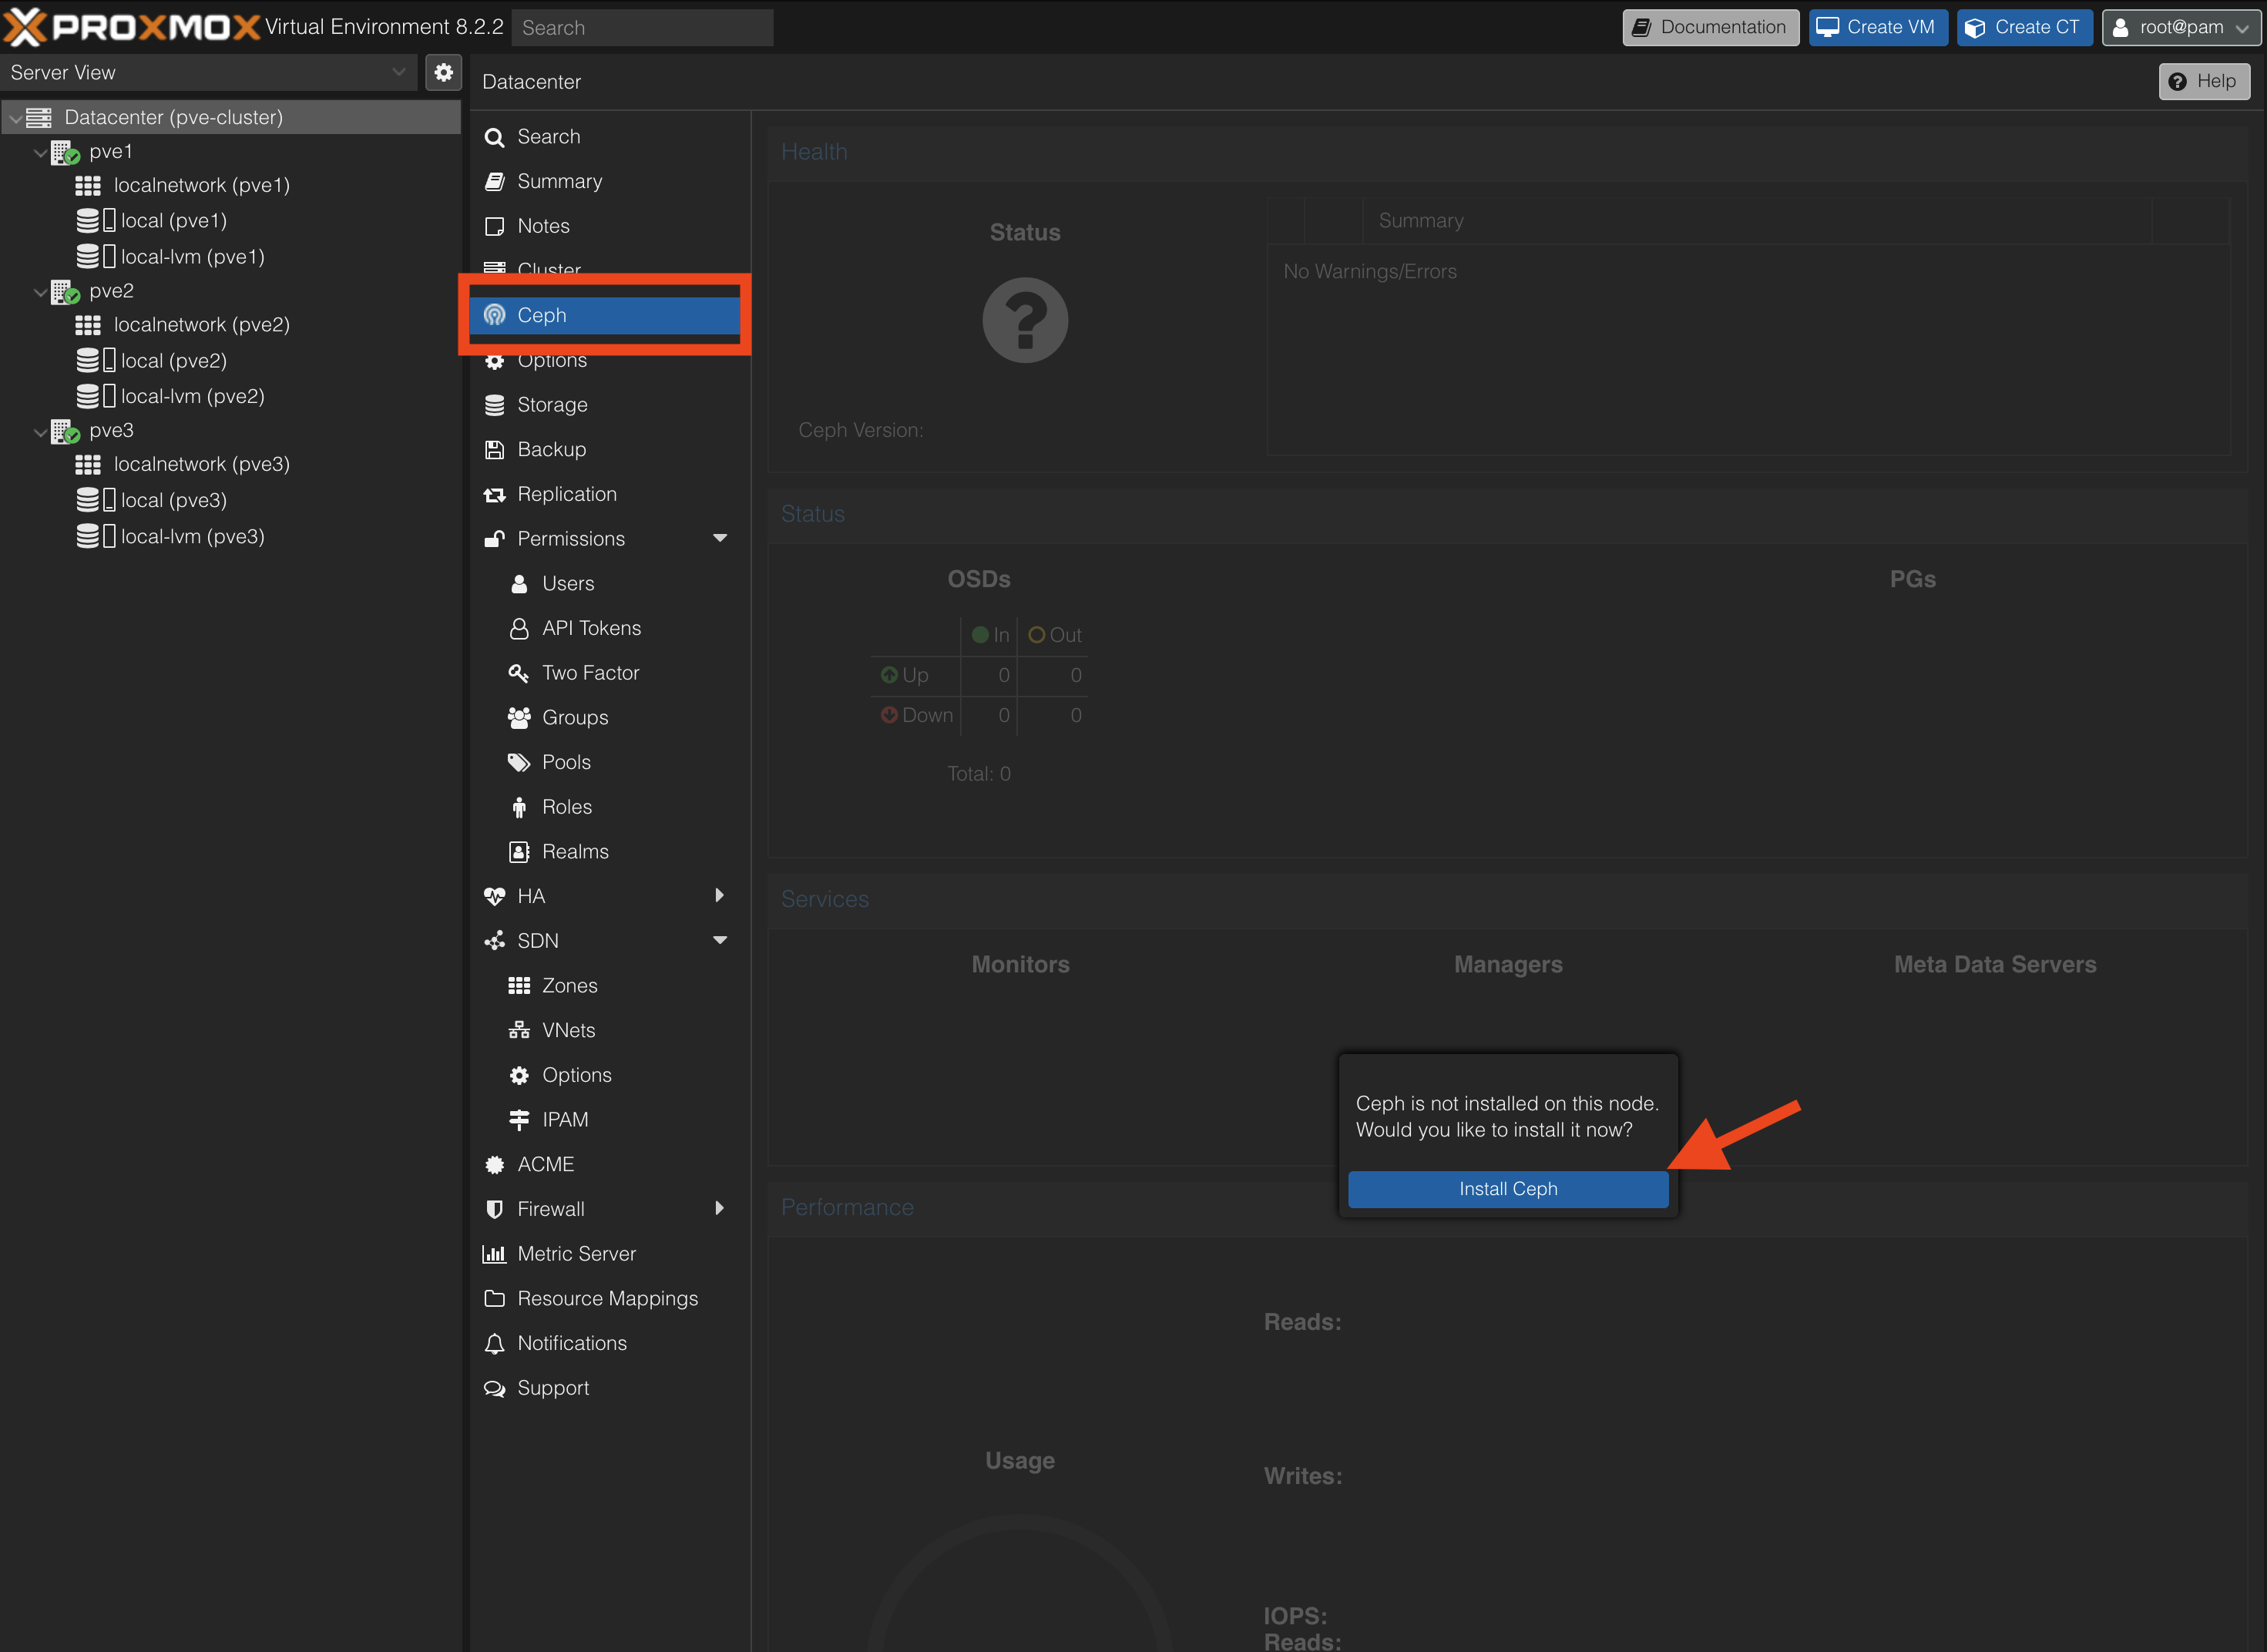 PROXMOX Virtual Environment 8.2.2 Search Documentation Create VM Create CT root@pam
Server View
Datacenter Help
Datacenter (pve-cluster)
pve1
localnetwork (pve1)
local (pve1)
local-lvm (pve1)
pve2
localnetwork (pve2)
local (pve2)
local-lvm (pve2)
pve3
localnetwork (pve3)
local (pve3)
local-lvm (pve3)
Search
Summary
Notes
Cluster
Ceph
Options
Storage
Backup
Replication
Permissions
Users
API Tokens
Two Factor
Groups
Pools
Roles
Realms
HA
SDN
Zones
VNets
Options
IPAM
ACME
Firewall
Metric Server
Resource Mappings
Notifications
Support
Health
Status
Summary
No Warnings/Errors
Ceph Version:
Status
OSDs
PGs
In Out
Up 0 0
Down 0 0
Total: 0
Services
Monitors Managers Meta Data Servers
Ceph is not installed on this node.
Would you like to install it now?
Install Ceph
Performance
Usage
Reads:
Writes:
IOPS:
Reads: